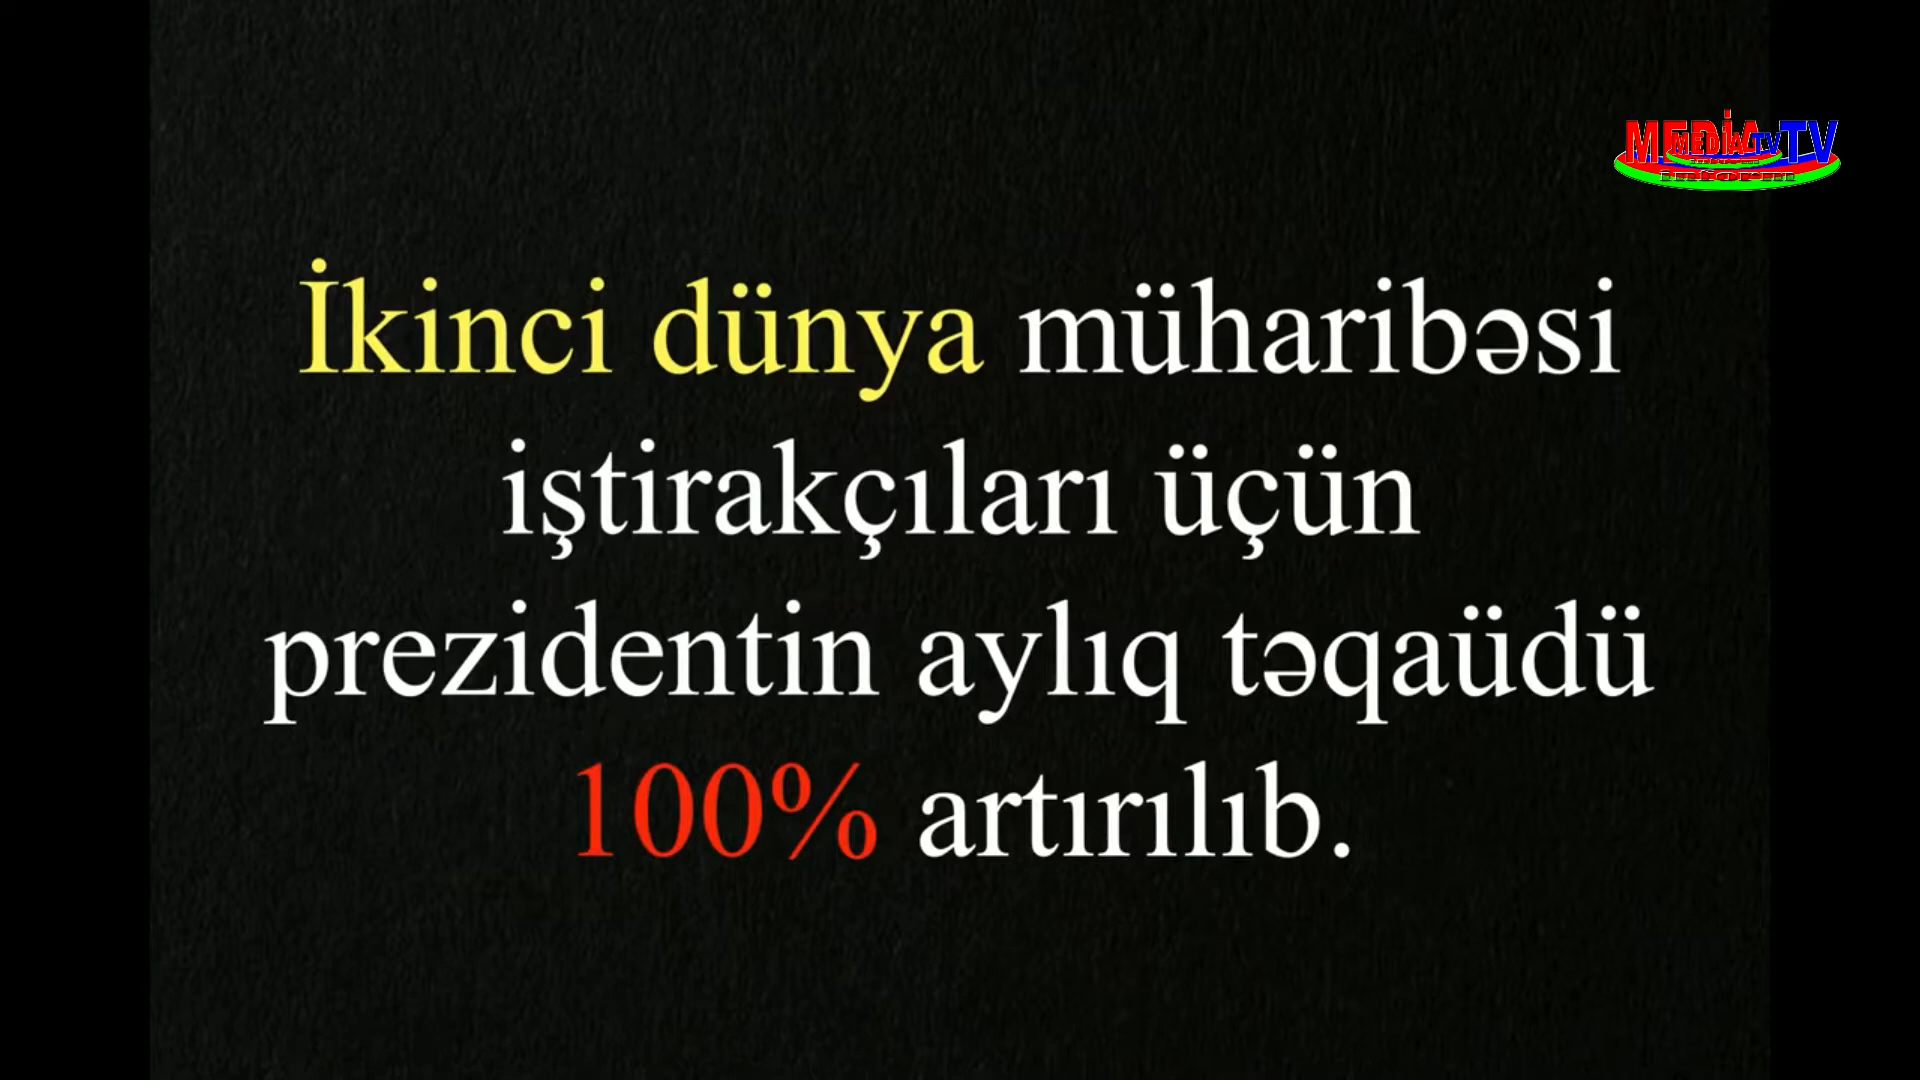 MEDİA TV
İkinci dünya müharibəsi
iştirakçıları üçün
prezidentin aylıq təqaüdü
100% artırılıb.